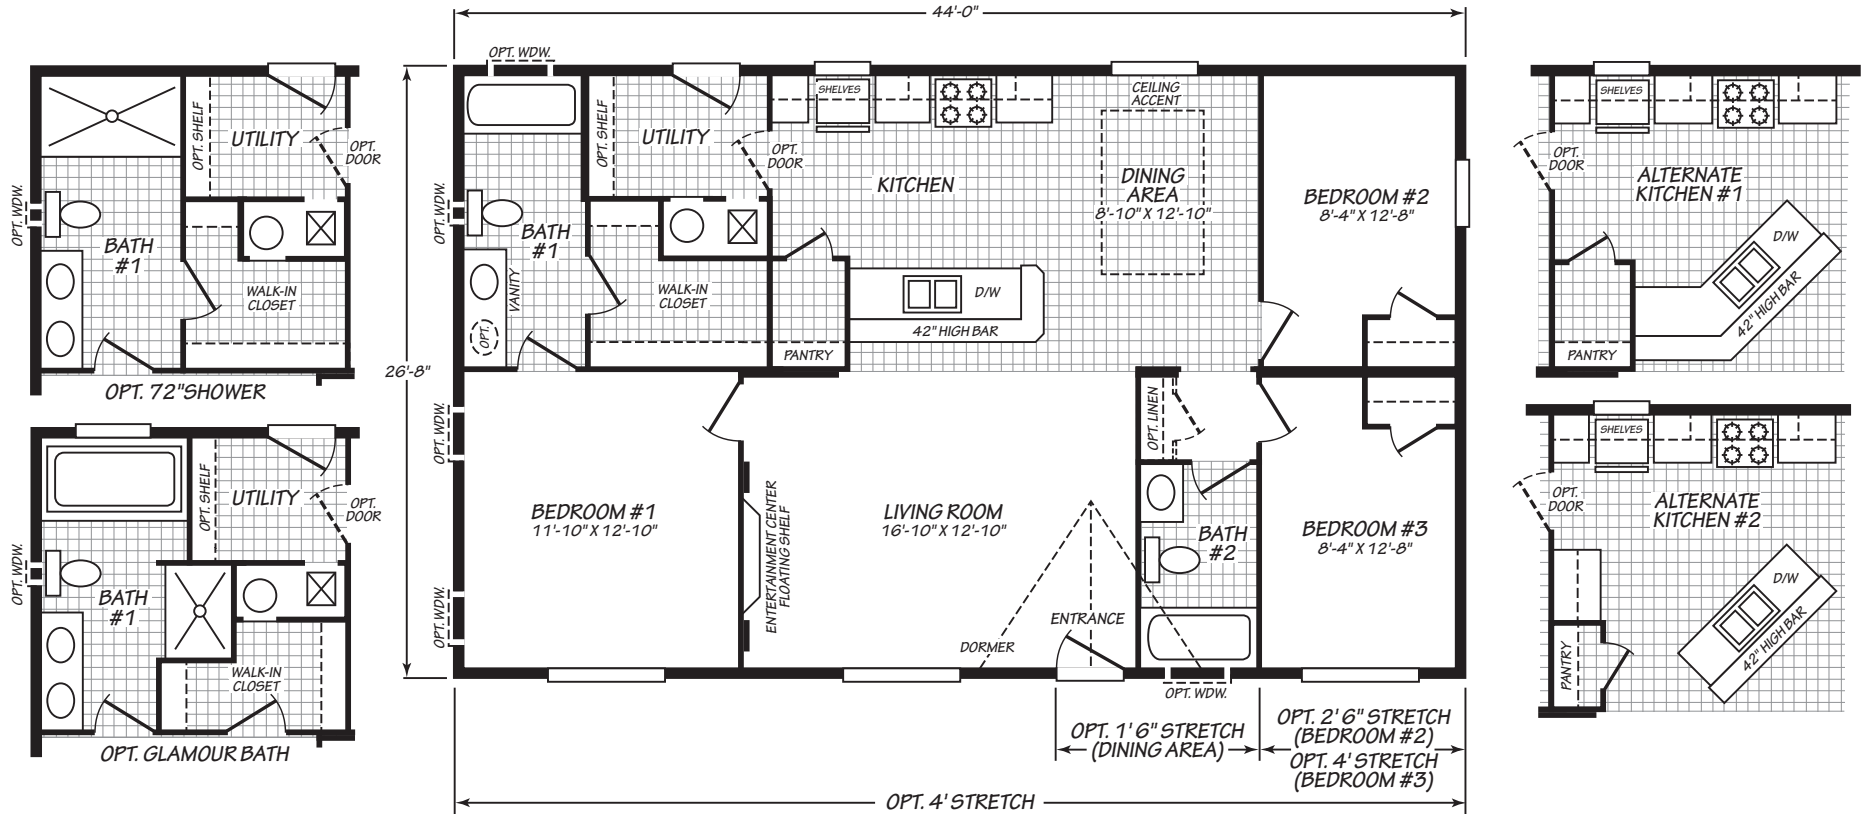 44'-0"
OPT. WDW.
OPT. SHELF
UTILITY
OPT.
DOOR
OPT. WDW.
BATH
#1
WALK-IN
CLOSET
OPT. 72" SHOWER
OPT. SHELF
UTILITY
OPT.
DOOR
OPT. WDW.
BATH
#1
WALK-IN
CLOSET
OPT. GLAMOUR BATH
26'-8"
OPT. SHELF
UTILITY
OPT.
DOOR
OPT. WDW.
BATH
#1
VANITY
OPT.
WALK-IN
CLOSET
SHELVES
KITCHEN
D/W
42" HIGH BAR
PANTRY
CEILING
ACCENT
DINING
AREA
8'-10" X 12'-10"
BEDROOM #2
8'-4" X 12'-8"
OPT. WDW.
OPT. WDW.
BEDROOM #1
11'-10" X 12'-10"
ENTERTAINMENT CENTER
FLOATING SHELF
LIVING ROOM
16'-10" X 12'-10"
DORMER
ENTRANCE
OPT. LINEN
BATH
#2
OPT. WDW.
BEDROOM #3
8'-4" X 12'-8"
OPT. 1' 6" STRETCH
(DINING AREA)
OPT. 2' 6" STRETCH
(BEDROOM #2)
OPT. 4' STRETCH
(BEDROOM #3)
OPT. 4' STRETCH
SHELVES
OPT.
DOOR
ALTERNATE
KITCHEN #1
D/W
42" HIGH BAR
PANTRY
SHELVES
OPT.
DOOR
ALTERNATE
KITCHEN #2
D/W
42" HIGH BAR
PANTRY